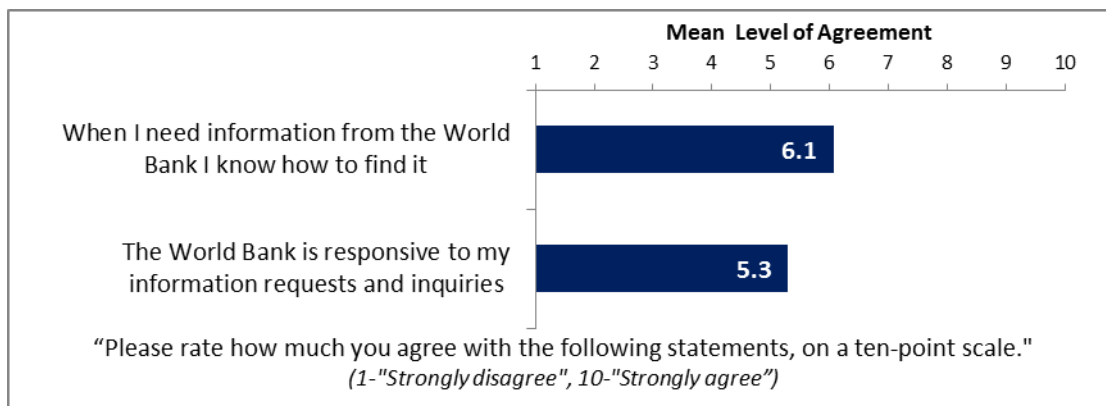 Mean Level of Agreement
1 2 3 4 5 6 7 8 9 10
When I need information from the World
Bank I know how to find it
6.1
The World Bank is responsive to my
information requests and inquiries
5.3
“Please rate how much you agree with the following statements, on a ten-point scale."
(1-"Strongly disagree", 10-"Strongly agree”)